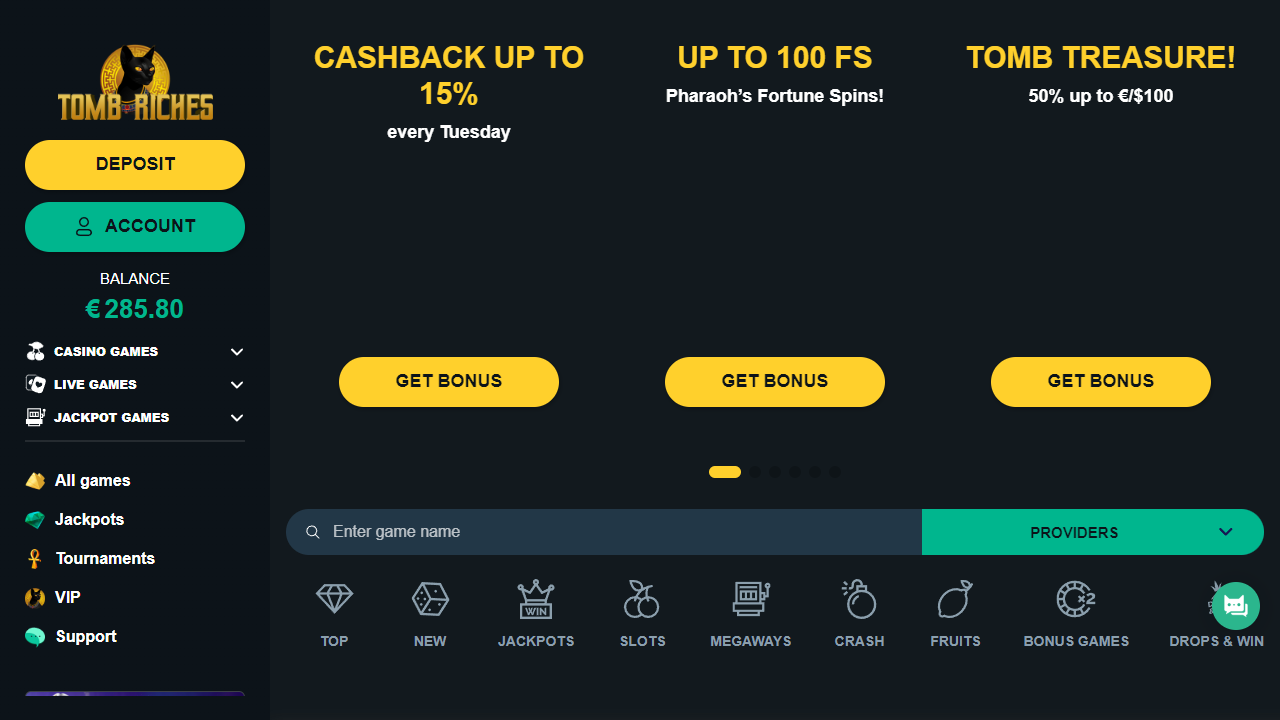 TOMB RICHES
DEPOSIT
ACCOUNT
BALANCE
€ 285.80
CASINO GAMES
LIVE GAMES
JACKPOT GAMES
All games
Jackpots
Tournaments
VIP
Support
CASHBACK UP TO
15%
every Tuesday
GET BONUS
UP TO 100 FS
Pharaoh’s Fortune Spins!
GET BONUS
TOMB TREASURE!
50% up to €/$100
GET BONUS
Enter game name
PROVIDERS
TOP
NEW
WIN
JACKPOTS
SLOTS
MEGAWAYS
CRASH
FRUITS
X2
BONUS GAMES
DROPS & WIN